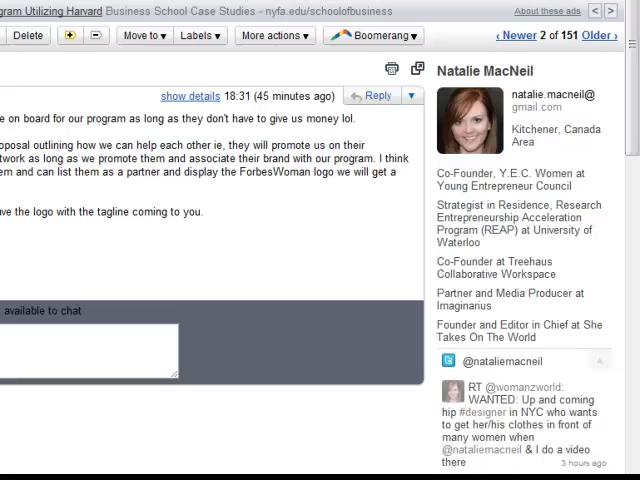 gram Utilizing Harvard Business School Case Studies - nyfa.edu/schoolofbusiness
About these ads < >
Delete Move to Labels More actions Boomerang
‹ Newer 2 of 151 Older ›
Natalie MacNeil
show details 18:31 (45 minutes ago) Reply
natalie.macneil@
gmail.com
Kitchener, Canada
Area
e on board for our program as long as they don't have to give us money lol.
oposal outlining how we can help each other ie, they will promote us on their
twork as long as we promote them and associate their brand with our program. I think
em and can list them as a partner and display the ForbesWoman logo we will get a
ave the logo with the tagline coming to you.
Co-Founder, Y.E.C. Women at
Young Entrepreneur Council
Strategist in Residence, Research
Entrepreneurship Acceleration
Program (REAP) at University of
Waterloo
Co-Founder at Treehaus
Collaborative Workspace
Partner and Media Producer at
Imaginarius
Founder and Editor in Chief at She
Takes On The World
available to chat
@nataliemacneil
RT @womanzworld:
WANTED: Up and coming
hip #designer in NYC who wants
to get her/his clothes in front of
many women when
@nataliemacneil & I do a video
there 3 hours ago